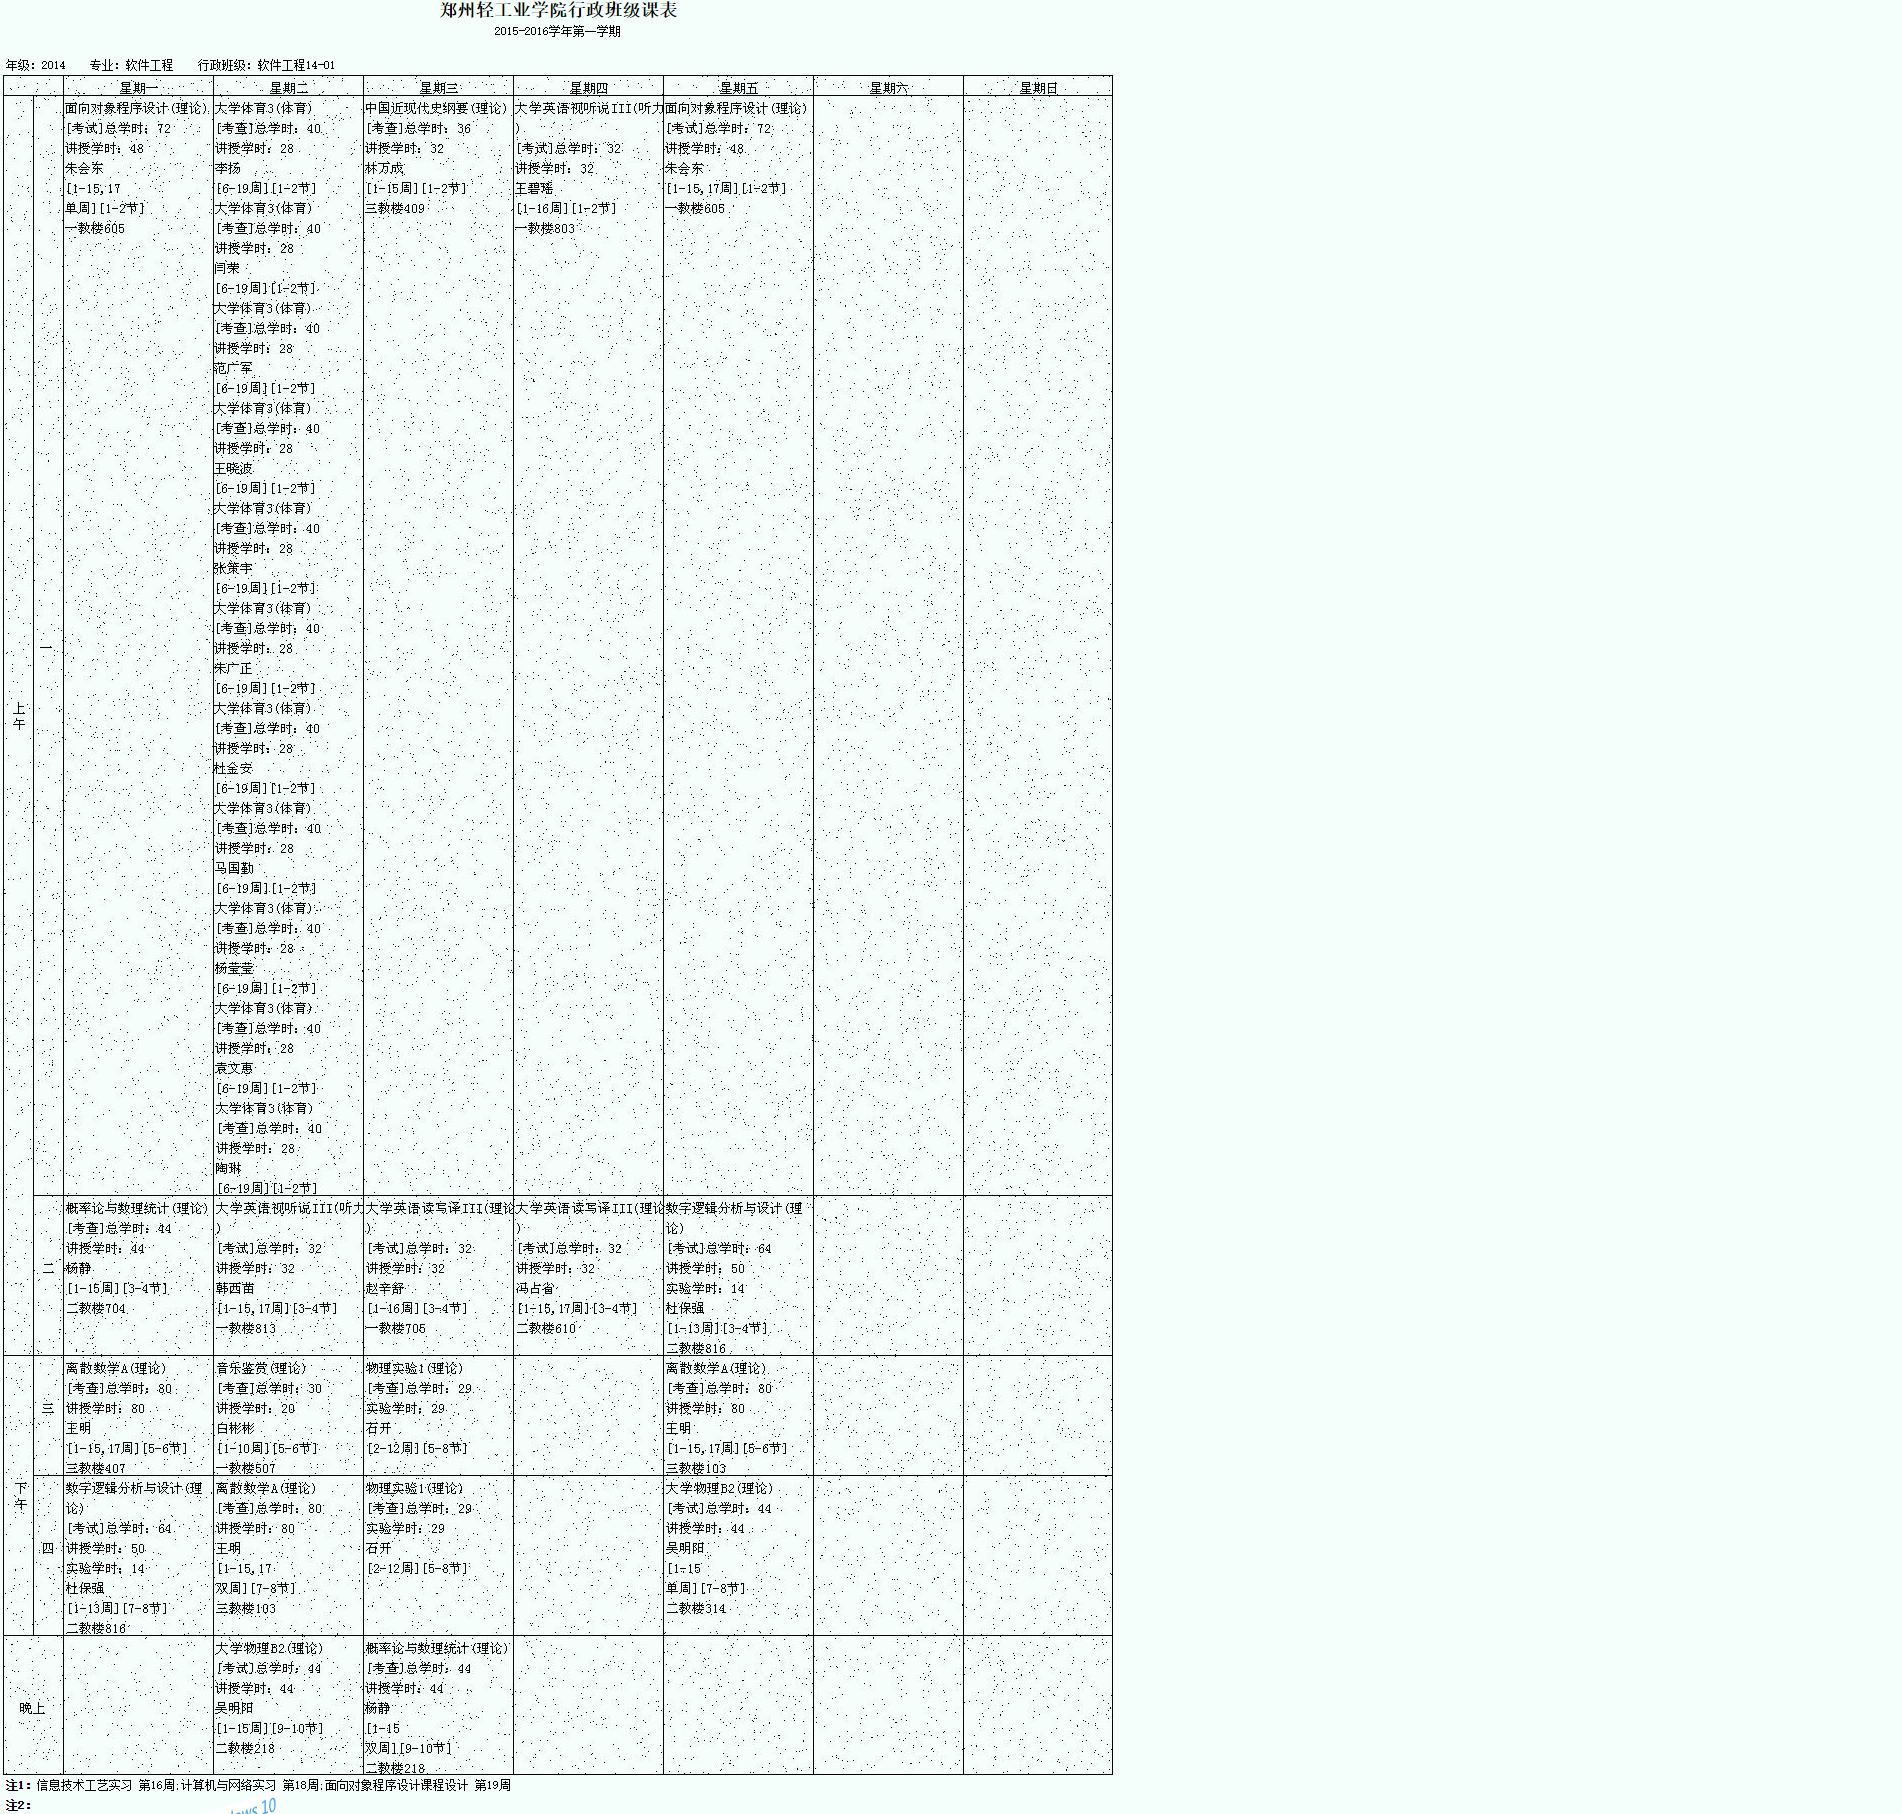 郑州轻工业学院行政班级课表
2015-2016学年第一学期
年级：2014 专业：软件工程 行政班级：软件工程14-01
星期一 星期二 星期三 星期四 星期五 星期六 星期日
上午
一
面向对象程序设计(理论)
[考试]总学时：72
讲授学时：48
朱会东
[1-15,17
单周][1-2节]
一教楼605
大学体育3(体育)
[考查]总学时：40
讲授学时：28
李扬
[6-19周][1-2节]
大学体育3(体育)
[考查]总学时：40
讲授学时：28
闫荣
[6-19周][1-2节]
大学体育3(体育)
[考查]总学时：40
讲授学时：28
范广军
[6-19周][1-2节]
大学体育3(体育)
[考查]总学时：40
讲授学时：28
王晓波
[6-19周][1-2节]
大学体育3(体育)
[考查]总学时：40
讲授学时：28
张策宇
[6-19周][1-2节]
大学体育3(体育)
[考查]总学时：40
讲授学时：28
朱广正
[6-19周][1-2节]
大学体育3(体育)
[考查]总学时：40
讲授学时：28
杜金安
[6-19周][1-2节]
大学体育3(体育)
[考查]总学时：40
讲授学时：28
马国勤
[6-19周][1-2节]
大学体育3(体育)
[考查]总学时：40
讲授学时：28
杨莹莹
[6-19周][1-2节]
大学体育3(体育)
[考查]总学时：40
讲授学时：28
袁文惠
[6-19周][1-2节]
大学体育3(体育)
[考查]总学时：40
讲授学时：28
陶琳
[6-19周][1-2节]
中国近现代史纲要(理论)
[考查]总学时：36
讲授学时：32
林万成
[1-15周][1-2节]
三教楼409
大学英语视听说III(听力
)
[考试]总学时：32
讲授学时：32
王碧瑶
[1-16周][1-2节]
一教楼803
面向对象程序设计(理论)
[考试]总学时：72
讲授学时：48
朱会东
[1-15,17周][1-2节]
一教楼605
二
概率论与数理统计(理论)
[考查]总学时：44
讲授学时：44
杨静
[1-15周][3-4节]
二教楼704
大学英语视听说III(听力
)
[考试]总学时：32
讲授学时：32
韩西苗
[1-15,17周][3-4节]
一教楼813
大学英语读写译III(理论
)
[考试]总学时：32
讲授学时：32
赵辛舒
[1-16周][3-4节]
一教楼705
大学英语读写译III(理论
)
[考试]总学时：32
讲授学时：32
冯占省
[1-15,17周][3-4节]
二教楼610
数字逻辑分析与设计(理
论)
[考试]总学时：64
讲授学时：50
实验学时：14
杜保强
[1-13周][3-4节]
二教楼816
下午
三
离散数学A(理论)
[考查]总学时：80
讲授学时：80
王明
[1-15,17周][5-6节]
三教楼407
音乐鉴赏(理论)
[考查]总学时：30
讲授学时：20
白彬彬
[1-10周][5-6节]
一教楼507
物理实验1(理论)
[考查]总学时：29
实验学时：29
石开
[2-12周][5-8节]
离散数学A(理论)
[考查]总学时：80
讲授学时：80
王明
[1-15,17周][5-6节]
三教楼103
四
数字逻辑分析与设计(理
论)
[考试]总学时：64
讲授学时：50
实验学时：14
杜保强
[1-13周][7-8节]
二教楼816
离散数学A(理论)
[考查]总学时：80
讲授学时：80
王明
[1-15,17
双周][7-8节]
三教楼103
物理实验1(理论)
[考查]总学时：29
实验学时：29
石开
[2-12周][5-8节]
大学物理B2(理论)
[考试]总学时：44
讲授学时：44
吴明阳
[1-15
单周][7-8节]
二教楼314
晚上
大学物理B2(理论)
[考试]总学时：44
讲授学时：44
吴明阳
[1-15周][9-10节]
二教楼218
概率论与数理统计(理论)
[考查]总学时：44
讲授学时：44
杨静
[1-15
双周][9-10节]
二教楼218
注1：信息技术工艺实习 第16周;计算机与网络实习 第18周;面向对象程序设计课程设计 第19周
注2：
10